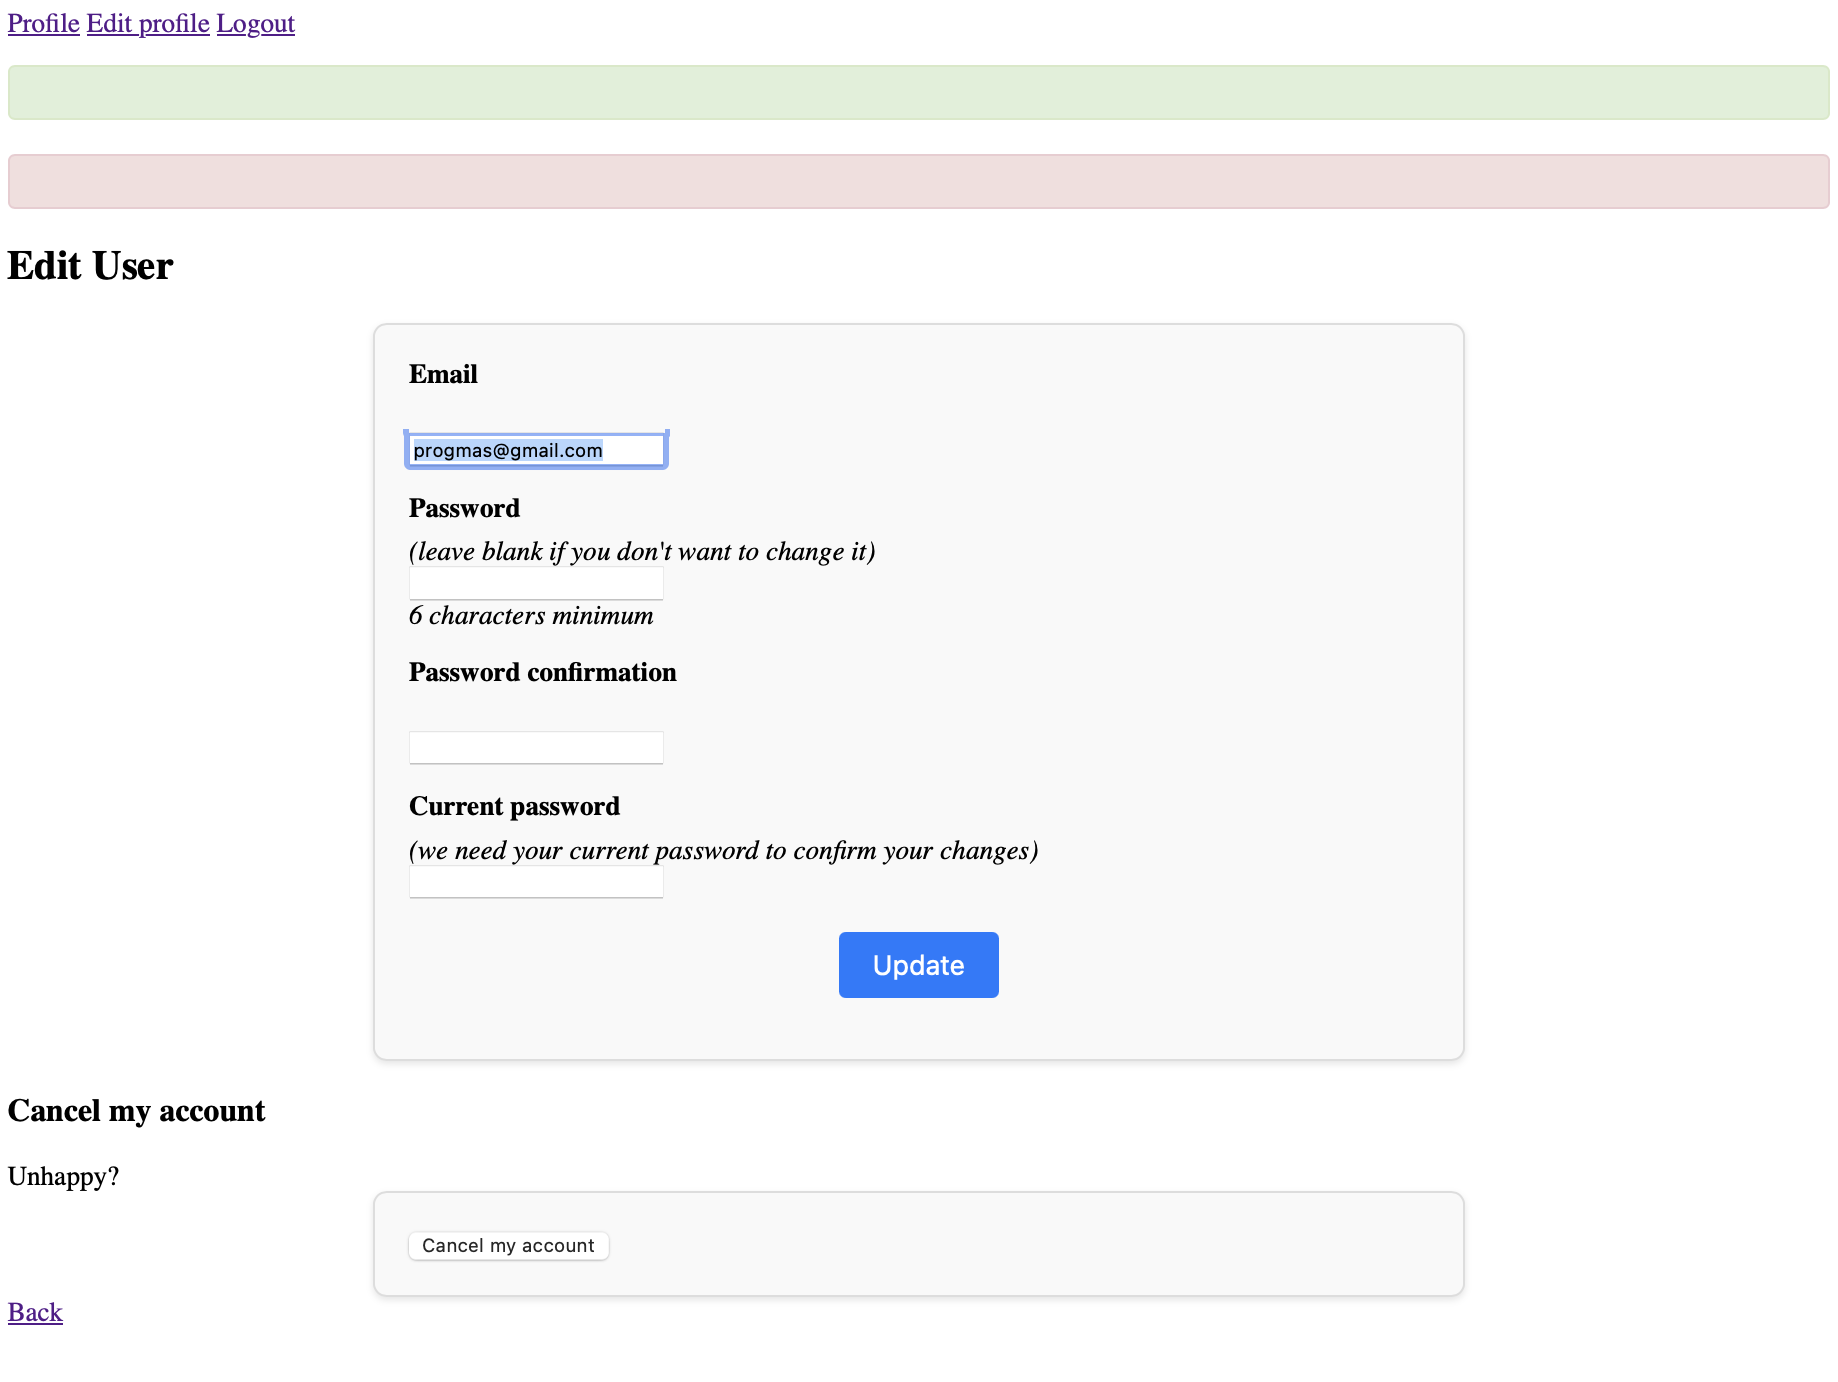 Profile Edit profile Logout
Edit User
Email
progmas@gmail.com
Password
(leave blank if you don't want to change it)
6 characters minimum
Password confirmation
Current password
(we need your current password to confirm your changes)
Update
Cancel my account
Unhappy?
Cancel my account
Back